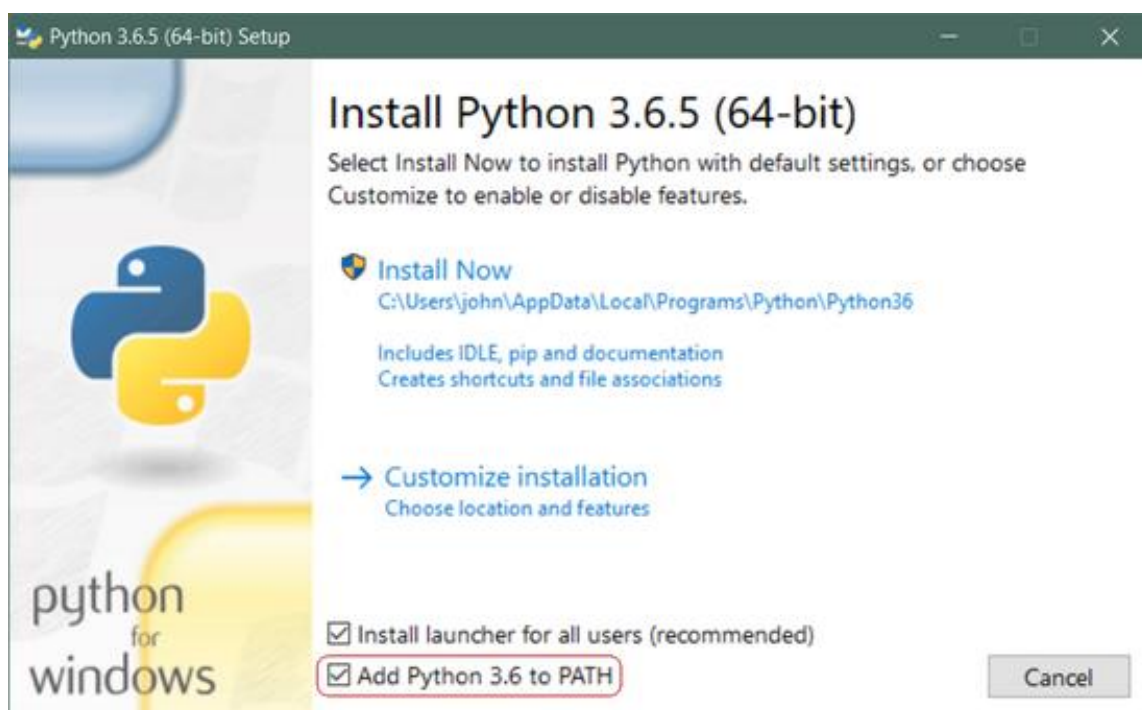 Python 3.6.5 (64-bit) Setup
Install Python 3.6.5 (64-bit)
Select Install Now to install Python with default settings, or choose
Customize to enable or disable features.
Install Now
C:\Users\john\AppData\Local\Programs\Python\Python36
Includes IDLE, pip and documentation
Creates shortcuts and file associations
Customize installation
Choose location and features
python
for
windows
Install launcher for all users (recommended)
Add Python 3.6 to PATH
Cancel